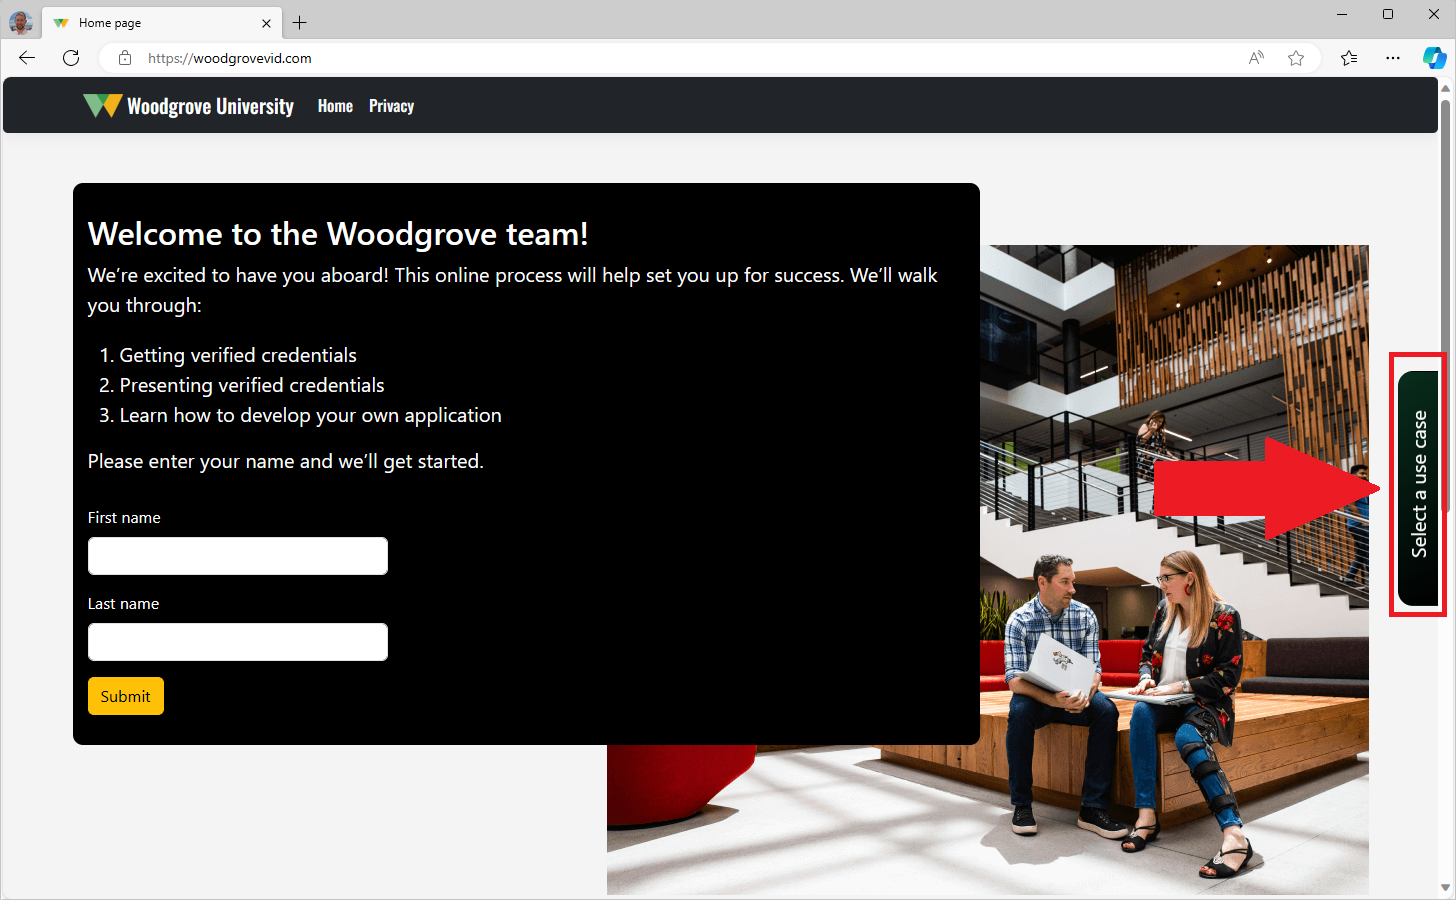 Home page
https://woodgrovevid.com
Woodgrove University Home Privacy
Welcome to the Woodgrove team!
We’re excited to have you aboard! This online process will help set you up for success. We’ll walk
you through:
1. Getting verified credentials
2. Presenting verified credentials
3. Learn how to develop your own application
Please enter your name and we’ll get started.
First name
Last name
Submit
Select a use case